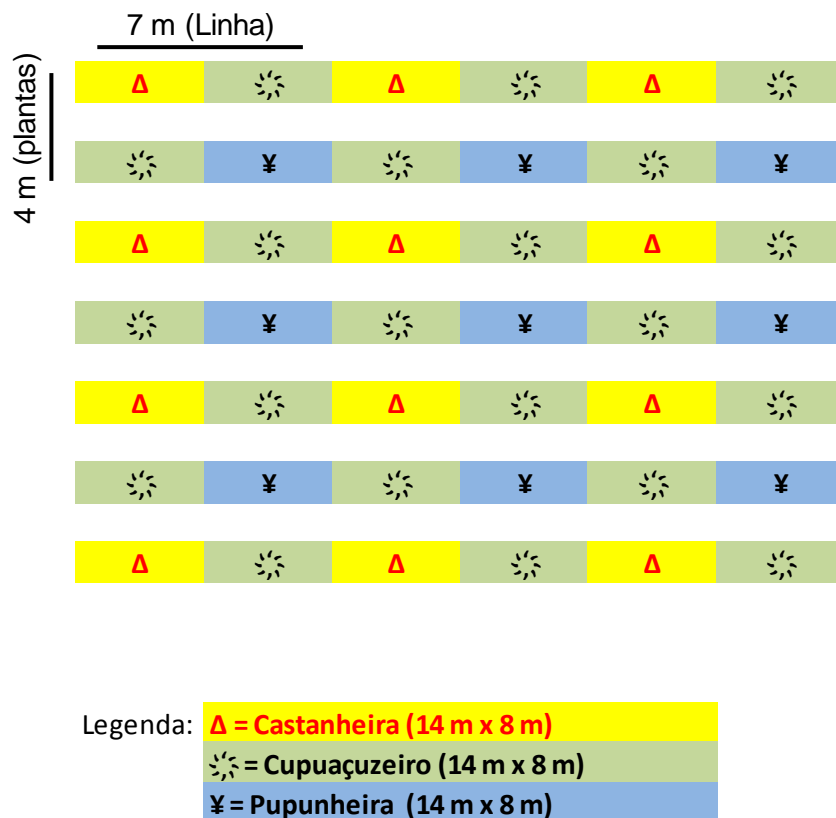 7 m (Linha)
4 m (plantas)
Δ ҉ Δ ҉ Δ ҉
҉ ¥ ҉ ¥ ҉ ¥
Δ ҉ Δ ҉ Δ ҉
҉ ¥ ҉ ¥ ҉ ¥
Δ ҉ Δ ҉ Δ ҉
҉ ¥ ҉ ¥ ҉ ¥
Δ ҉ Δ ҉ Δ ҉
Legenda: Δ = Castanheira (14 m x 8 m)
҉ = Cupuaçuzeiro (14 m x 8 m)
¥ = Pupunheira (14 m x 8 m)